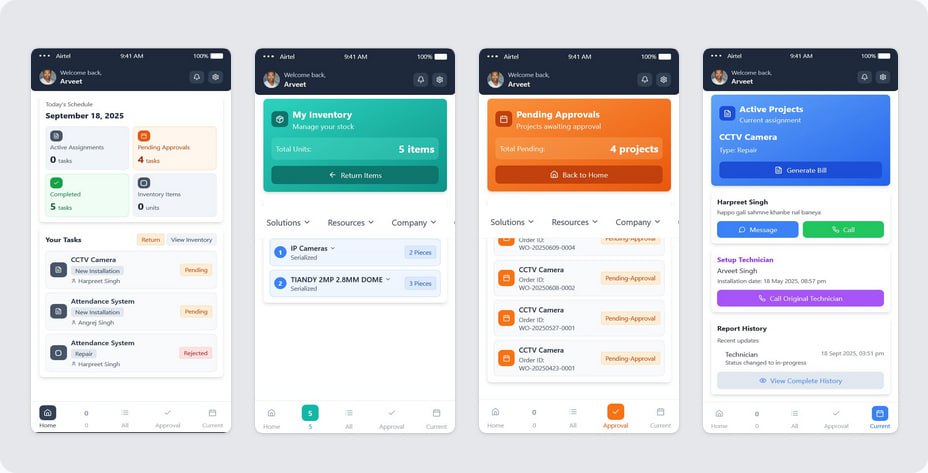 Airtel 9:41 AM 100%
Welcome back,
Arveet
Today's Schedule
September 18, 2025
Active Assignments
0 tasks
Pending Approvals
4 tasks
Completed
5 tasks
Inventory Items
0 units
Your Tasks Return View Inventory
CCTV Camera
New Installation
Harpreet Singh
Pending
Attendance System
New Installation
Angrej Singh
Pending
Attendance System
Repair
Harpreet Singh
Rejected
0
Home 0 All Approval Current
Airtel 9:41 AM 100%
Welcome back,
Arveet
My Inventory
Manage your stock
Total Units: 5 items
Return Items
Solutions Resources Company
1 IP Cameras
Serialized
2 Pieces
2 TIANDY 2MP 2.8MM DOME
Serialized
3 Pieces
5
Home 5 All Approval Current
Airtel 9:41 AM 100%
Welcome back,
Arveet
Pending Approvals
Projects awaiting approval
Total Pending: 4 projects
Back to Home
Solutions Resources Company
Order ID:
WO-20250609-0004
Pending-Approval
CCTV Camera
Order ID:
WO-20250608-0002
Pending-Approval
CCTV Camera
Order ID:
WO-20250527-0001
Pending-Approval
CCTV Camera
Order ID:
WO-20250423-0001
Pending-Approval
0
Home 0 All Approval Current
Airtel 9:41 AM 100%
Welcome back,
Arveet
Active Projects
Current assignment
CCTV Camera
Type: Repair
Generate Bill
Harpreet Singh
happo gali sahmne khanbe nal baneya
Message Call
Setup Technician
Arveet Singh
Installation date: 18 May 2025, 08:57 pm
Call Original Technician
Report History
Recent updates
Technician 18 Sept 2025, 03:51 pm
Status changed to in-progress
View Complete History
0
Home 0 All Approval Current